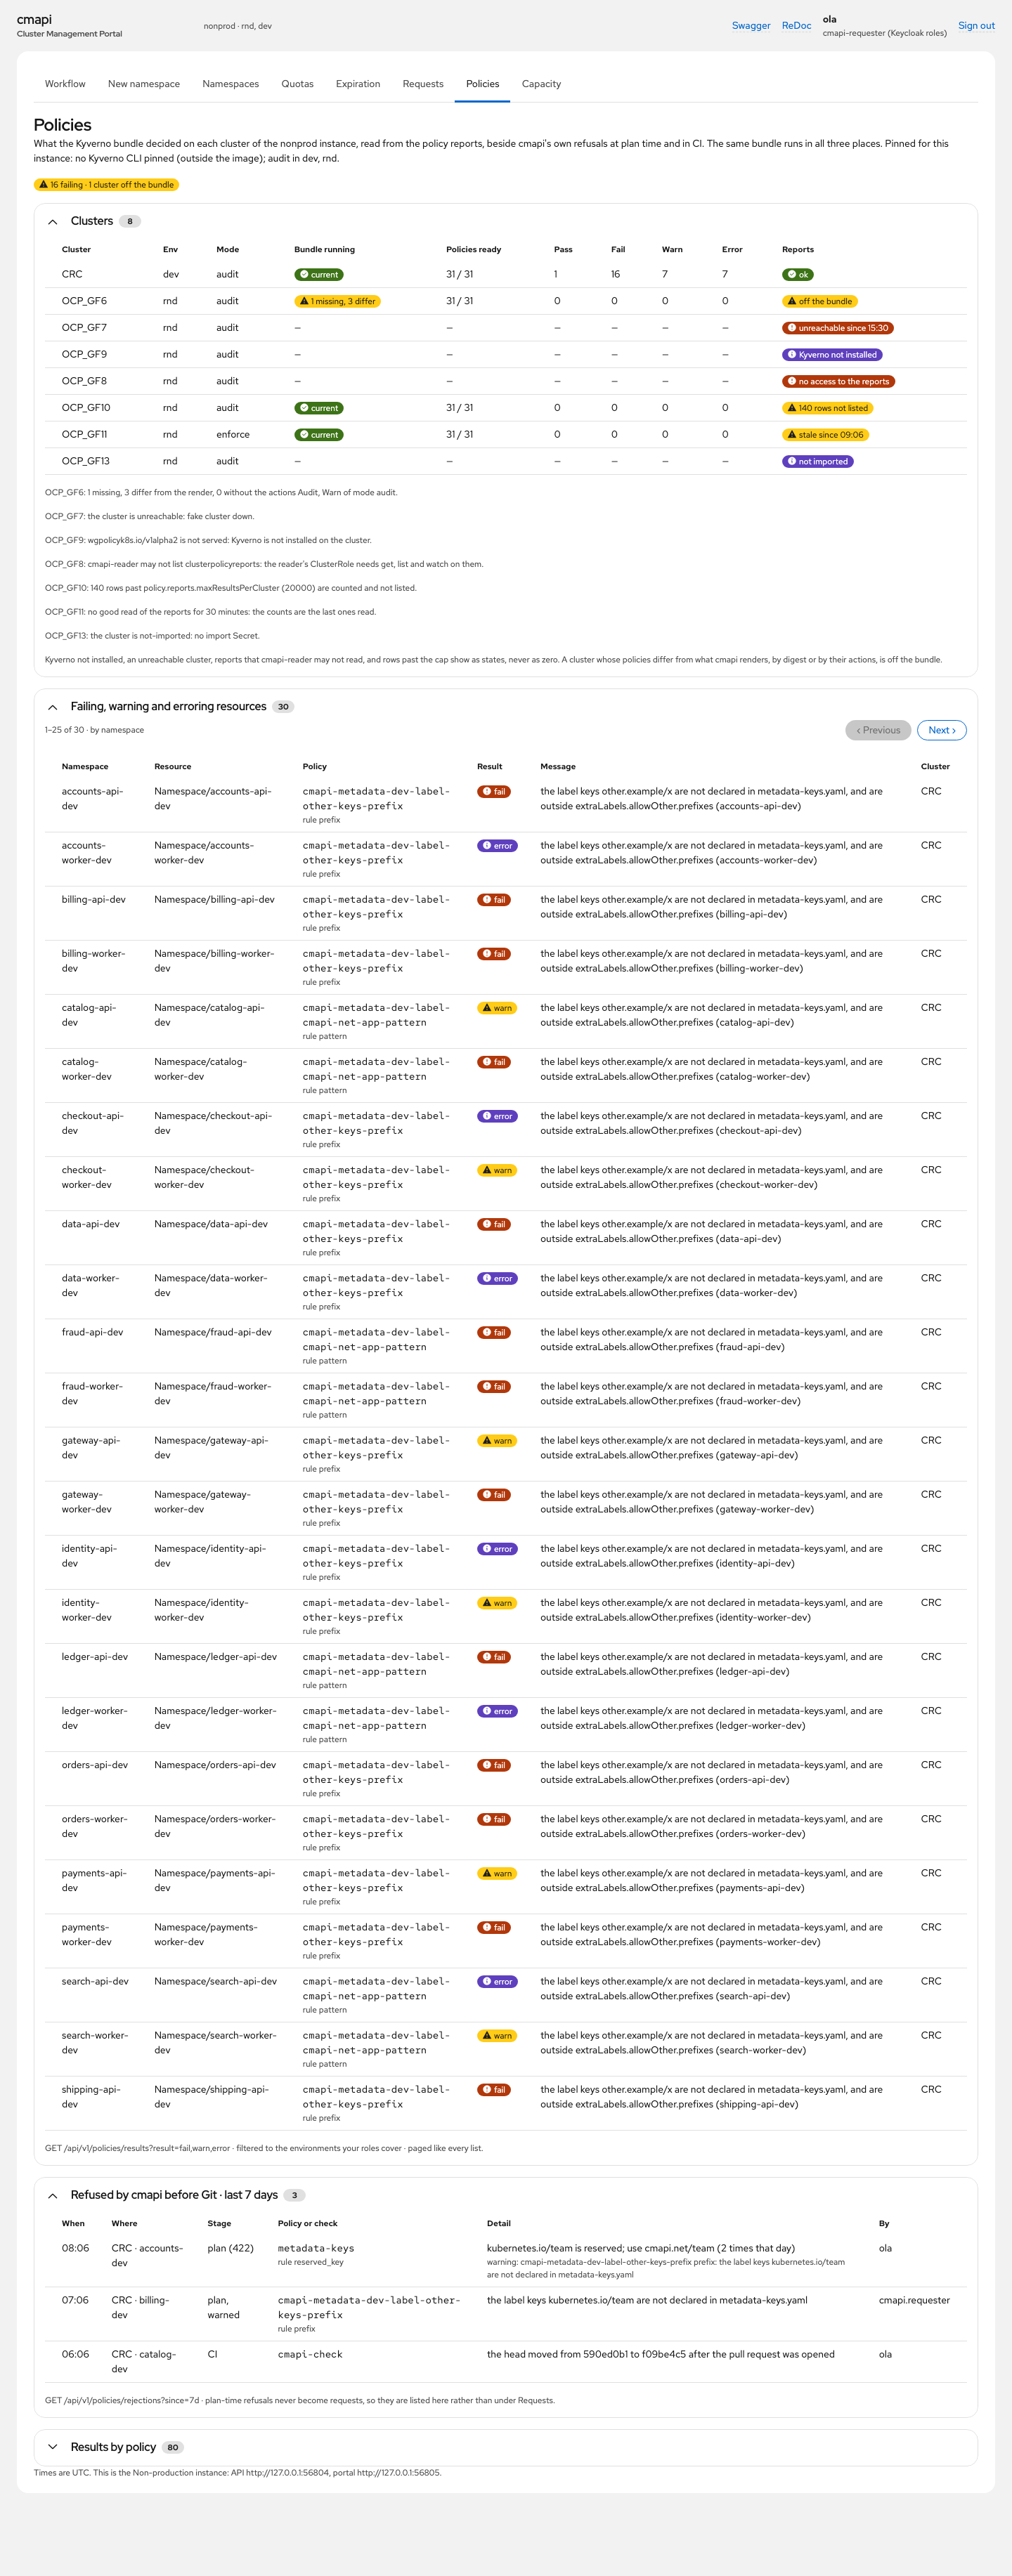 cmapi
Cluster Management Portal
nonprod · rnd, dev
Swagger
ReDoc
ola
cmapi-requester (Keycloak roles)
Sign out
Workflow
New namespace
Namespaces
Quotas
Expiration
Requests
Policies
Capacity
Policies
What the Kyverno bundle decided on each cluster of the nonprod instance, read from the policy reports, beside cmapi's own refusals at plan time and in CI. The same bundle runs in all three places. Pinned for this
instance: no Kyverno CLI pinned (outside the image); audit in dev, rnd.
16 failing · 1 cluster off the bundle
Clusters 8
Cluster Env Mode Bundle running Policies ready Pass Fail Warn Error Reports
CRC dev audit current 31 / 31 1 16 7 7 ok
OCP_GF6 rnd audit 1 missing, 3 differ 31 / 31 0 0 0 0 off the bundle
OCP_GF7 rnd audit – – – – – – unreachable since 15:30
OCP_GF9 rnd audit – – – – – – Kyverno not installed
OCP_GF8 rnd audit – – – – – – no access to the reports
OCP_GF10 rnd audit current 31 / 31 0 0 0 0 140 rows not listed
OCP_GF11 rnd enforce current 31 / 31 0 0 0 0 stale since 09:06
OCP_GF13 rnd audit – – – – – – not imported
OCP_GF6: 1 missing, 3 differ from the render, 0 without the actions Audit, Warn of mode audit.
OCP_GF7: the cluster is unreachable: fake cluster down.
OCP_GF9: wgpolicyk8s.io/v1alpha2 is not served: Kyverno is not installed on the cluster.
OCP_GF8: cmapi-reader may not list clusterpolicyreports: the reader's ClusterRole needs get, list and watch on them.
OCP_GF10: 140 rows past policy.reports.maxResultsPerCluster (20000) are counted and not listed.
OCP_GF11: no good read of the reports for 30 minutes: the counts are the last ones read.
OCP_GF13: the cluster is not-imported: no import Secret.
Kyverno not installed, an unreachable cluster, reports that cmapi-reader may not read, and rows past the cap show as states, never as zero. A cluster whose policies differ from what cmapi renders, by digest or by their actions, is off the bundle.
Failing, warning and erroring resources 30
1–25 of 30 · by namespace
‹ Previous
Next ›
Namespace Resource Policy Result Message Cluster
accounts-api- Namespace/accounts-api- cmapi-metadata-dev-label- fail the label keys other.example/x are not declared in metadata-keys.yaml, and are CRC
dev dev other-keys-prefix outside extraLabels.allowOther.prefixes (accounts-api-dev)
rule prefix
accounts- Namespace/accounts- cmapi-metadata-dev-label- error the label keys other.example/x are not declared in metadata-keys.yaml, and are CRC
worker-dev worker-dev other-keys-prefix outside extraLabels.allowOther.prefixes (accounts-worker-dev)
rule prefix
billing-api-dev Namespace/billing-api-dev cmapi-metadata-dev-label- fail the label keys other.example/x are not declared in metadata-keys.yaml, and are CRC
other-keys-prefix outside extraLabels.allowOther.prefixes (billing-api-dev)
rule prefix
billing-worker- Namespace/billing-worker- cmapi-metadata-dev-label- fail the label keys other.example/x are not declared in metadata-keys.yaml, and are CRC
dev dev other-keys-prefix outside extraLabels.allowOther.prefixes (billing-worker-dev)
rule prefix
catalog-api- Namespace/catalog-api- cmapi-metadata-dev-label- warn the label keys other.example/x are not declared in metadata-keys.yaml, and are CRC
dev dev cmapi-net-app-pattern outside extraLabels.allowOther.prefixes (catalog-api-dev)
rule pattern
catalog- Namespace/catalog- cmapi-metadata-dev-label- fail the label keys other.example/x are not declared in metadata-keys.yaml, and are CRC
worker-dev worker-dev cmapi-net-app-pattern outside extraLabels.allowOther.prefixes (catalog-worker-dev)
rule pattern
checkout-api- Namespace/checkout-api- cmapi-metadata-dev-label- error the label keys other.example/x are not declared in metadata-keys.yaml, and are CRC
dev dev other-keys-prefix outside extraLabels.allowOther.prefixes (checkout-api-dev)
rule prefix
checkout- Namespace/checkout- cmapi-metadata-dev-label- warn the label keys other.example/x are not declared in metadata-keys.yaml, and are CRC
worker-dev worker-dev other-keys-prefix outside extraLabels.allowOther.prefixes (checkout-worker-dev)
rule prefix
data-api-dev Namespace/data-api-dev cmapi-metadata-dev-label- fail the label keys other.example/x are not declared in metadata-keys.yaml, and are CRC
other-keys-prefix outside extraLabels.allowOther.prefixes (data-api-dev)
rule prefix
data-worker- Namespace/data-worker- cmapi-metadata-dev-label- error the label keys other.example/x are not declared in metadata-keys.yaml, and are CRC
dev dev other-keys-prefix outside extraLabels.allowOther.prefixes (data-worker-dev)
rule prefix
fraud-api-dev Namespace/fraud-api-dev cmapi-metadata-dev-label- fail the label keys other.example/x are not declared in metadata-keys.yaml, and are CRC
cmapi-net-app-pattern outside extraLabels.allowOther.prefixes (fraud-api-dev)
rule pattern
fraud-worker- Namespace/fraud-worker- cmapi-metadata-dev-label- fail the label keys other.example/x are not declared in metadata-keys.yaml, and are CRC
dev dev cmapi-net-app-pattern outside extraLabels.allowOther.prefixes (fraud-worker-dev)
rule pattern
gateway-api- Namespace/gateway-api- cmapi-metadata-dev-label- warn the label keys other.example/x are not declared in metadata-keys.yaml, and are CRC
dev dev other-keys-prefix outside extraLabels.allowOther.prefixes (gateway-api-dev)
rule prefix
gateway- Namespace/gateway- cmapi-metadata-dev-label- fail the label keys other.example/x are not declared in metadata-keys.yaml, and are CRC
worker-dev worker-dev other-keys-prefix outside extraLabels.allowOther.prefixes (gateway-worker-dev)
rule prefix
identity-api- Namespace/identity-api- cmapi-metadata-dev-label- error the label keys other.example/x are not declared in metadata-keys.yaml, and are CRC
dev dev other-keys-prefix outside extraLabels.allowOther.prefixes (identity-api-dev)
rule prefix
identity- Namespace/identity- cmapi-metadata-dev-label- warn the label keys other.example/x are not declared in metadata-keys.yaml, and are CRC
worker-dev worker-dev other-keys-prefix outside extraLabels.allowOther.prefixes (identity-worker-dev)
rule prefix
ledger-api-dev Namespace/ledger-api-dev cmapi-metadata-dev-label- fail the label keys other.example/x are not declared in metadata-keys.yaml, and are CRC
cmapi-net-app-pattern outside extraLabels.allowOther.prefixes (ledger-api-dev)
rule pattern
ledger-worker- Namespace/ledger-worker- cmapi-metadata-dev-label- error the label keys other.example/x are not declared in metadata-keys.yaml, and are CRC
dev dev cmapi-net-app-pattern outside extraLabels.allowOther.prefixes (ledger-worker-dev)
rule pattern
orders-api-dev Namespace/orders-api-dev cmapi-metadata-dev-label- fail the label keys other.example/x are not declared in metadata-keys.yaml, and are CRC
other-keys-prefix outside extraLabels.allowOther.prefixes (orders-api-dev)
rule prefix
orders-worker- Namespace/orders-worker- cmapi-metadata-dev-label- fail the label keys other.example/x are not declared in metadata-keys.yaml, and are CRC
dev dev other-keys-prefix outside extraLabels.allowOther.prefixes (orders-worker-dev)
rule prefix
payments-api- Namespace/payments-api- cmapi-metadata-dev-label- warn the label keys other.example/x are not declared in metadata-keys.yaml, and are CRC
dev dev other-keys-prefix outside extraLabels.allowOther.prefixes (payments-api-dev)
rule prefix
payments- Namespace/payments- cmapi-metadata-dev-label- fail the label keys other.example/x are not declared in metadata-keys.yaml, and are CRC
worker-dev worker-dev other-keys-prefix outside extraLabels.allowOther.prefixes (payments-worker-dev)
rule prefix
search-api-dev Namespace/search-api-dev cmapi-metadata-dev-label- error the label keys other.example/x are not declared in metadata-keys.yaml, and are CRC
cmapi-net-app-pattern outside extraLabels.allowOther.prefixes (search-api-dev)
rule pattern
search-worker- Namespace/search-worker- cmapi-metadata-dev-label- warn the label keys other.example/x are not declared in metadata-keys.yaml, and are CRC
dev dev cmapi-net-app-pattern outside extraLabels.allowOther.prefixes (search-worker-dev)
rule pattern
shipping-api- Namespace/shipping-api- cmapi-metadata-dev-label- fail the label keys other.example/x are not declared in metadata-keys.yaml, and are CRC
dev dev other-keys-prefix outside extraLabels.allowOther.prefixes (shipping-api-dev)
rule prefix
GET /api/v1/policies/results?result=fail,warn,error · filtered to the environments your roles cover · paged like every list.
Refused by cmapi before Git · last 7 days 3
When Where Stage Policy or check Detail By
08:06 CRC · accounts- plan (422) metadata-keys kubernetes.io/team is reserved; use cmapi.net/team (2 times that day) ola
dev rule reserved_key warning: cmapi-metadata-dev-label-other-keys-prefix prefix: the label keys kubernetes.io/team
are not declared in metadata-keys.yaml
07:06 CRC · billing- plan, cmapi-metadata-dev-label-other- the label keys kubernetes.io/team are not declared in metadata-keys.yaml cmapi.requester
dev warned keys-prefix
rule prefix
06:06 CRC · catalog- CI cmapi-check the head moved from 590ed0b1 to f09be4c5 after the pull request was opened ola
dev
GET /api/v1/policies/rejections?since=7d · plan-time refusals never become requests, so they are listed here rather than under Requests.
Results by policy 80
Times are UTC. This is the Non-production instance: API http://127.0.0.1:56804, portal http://127.0.0.1:56805.